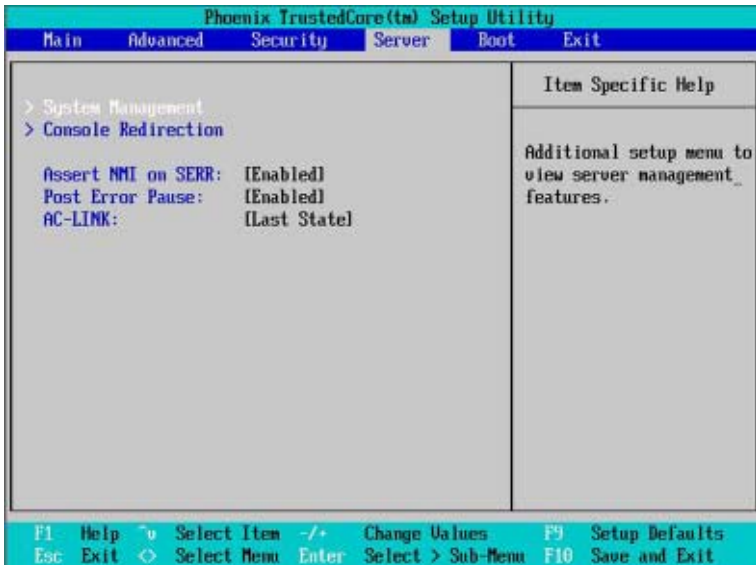 Phoenix TrustedCore(tm) Setup Utility
Main Advanced Security Server Boot Exit
> System Management
> Console Redirection
Assert NMI on SERR: [Enabled]
Post Error Pause: [Enabled]
AC-LINK: [Last State]
Item Specific Help
Additional setup menu to
view server management_
features.
F1 Help ^v Select Item -/+ Change Values F9 Setup Defaults
Esc Exit <> Select Menu Enter Select > Sub-Menu F10 Save and Exit